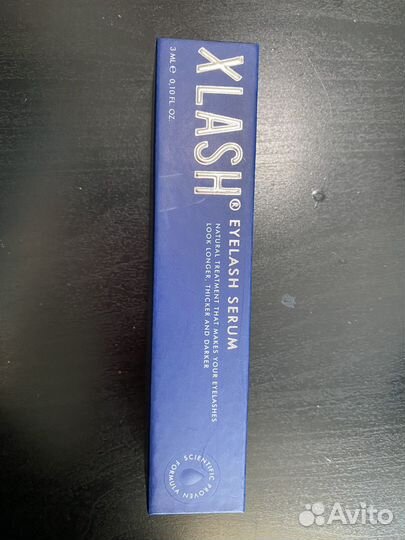 XLASH®
EYELASH SERUM
NATURAL TREATMENT THAT MAKES YOUR EYELASHES
LOOK LONGER, THICKER AND DARKER
3 ML ℮ 0.10 FL. OZ.
SCIENTIFIC PROVEN FORMULA
Avito